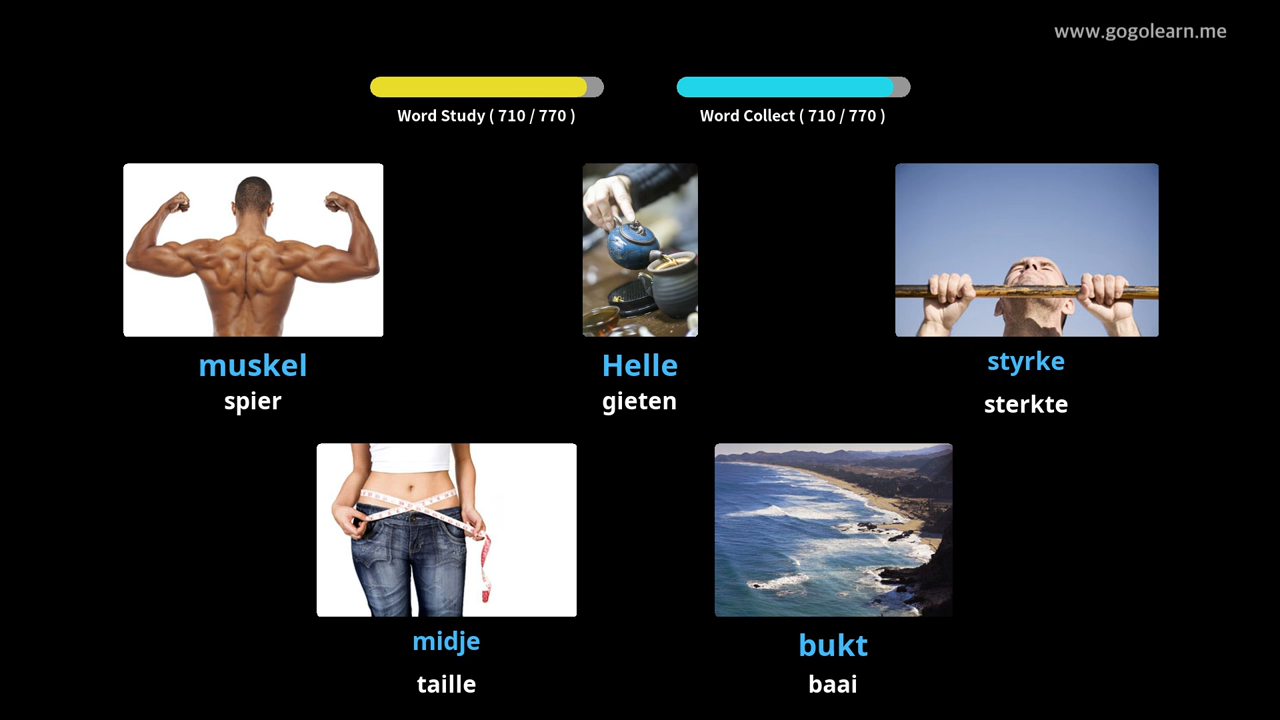 www.gogolearn.me
Word Study ( 710 / 770 )
Word Collect ( 710 / 770 )
muskel
spier
Helle
gieten
styrke
sterkte
midje
taille
bukt
baai